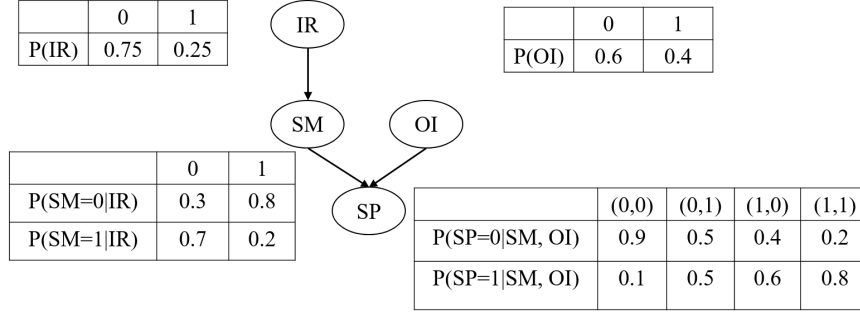 0 1
P(IR) 0.75 0.25
IR
0 1
P(OI) 0.6 0.4
SM
OI
0 1
P(SM=0|IR) 0.3 0.8
P(SM=1|IR) 0.7 0.2
SP
(0,0) (0,1) (1,0) (1,1)
P(SP=0|SM, OI) 0.9 0.5 0.4 0.2
P(SP=1|SM, OI) 0.1 0.5 0.6 0.8